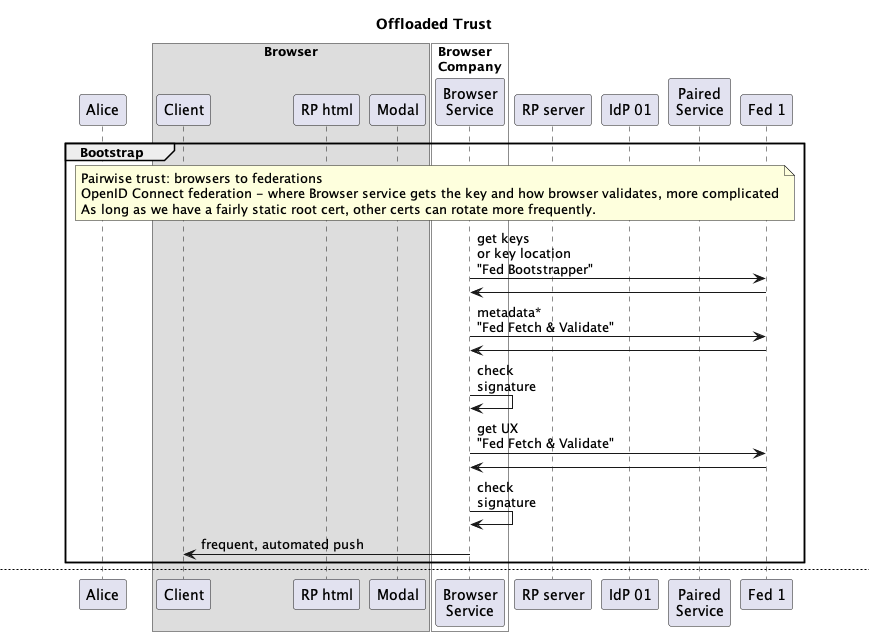 Offloaded Trust
Browser
Browser
Company
Alice
Client
RP html
Modal
Browser
Service
RP server
IdP 01
Paired
Service
Fed 1
Bootstrap
Pairwise trust: browsers to federations
OpenID Connect federation – where Browser service gets the key and how browser validates, more complicated
As long as we have a fairly static root cert, other certs can rotate more frequently.
get keys
or key location
"Fed Bootstrapper"
metadata*
"Fed Fetch & Validate"
check
signature
get UX
"Fed Fetch & Validate"
check
signature
frequent, automated push
Alice
Client
RP html
Modal
Browser
Service
RP server
IdP 01
Paired
Service
Fed 1